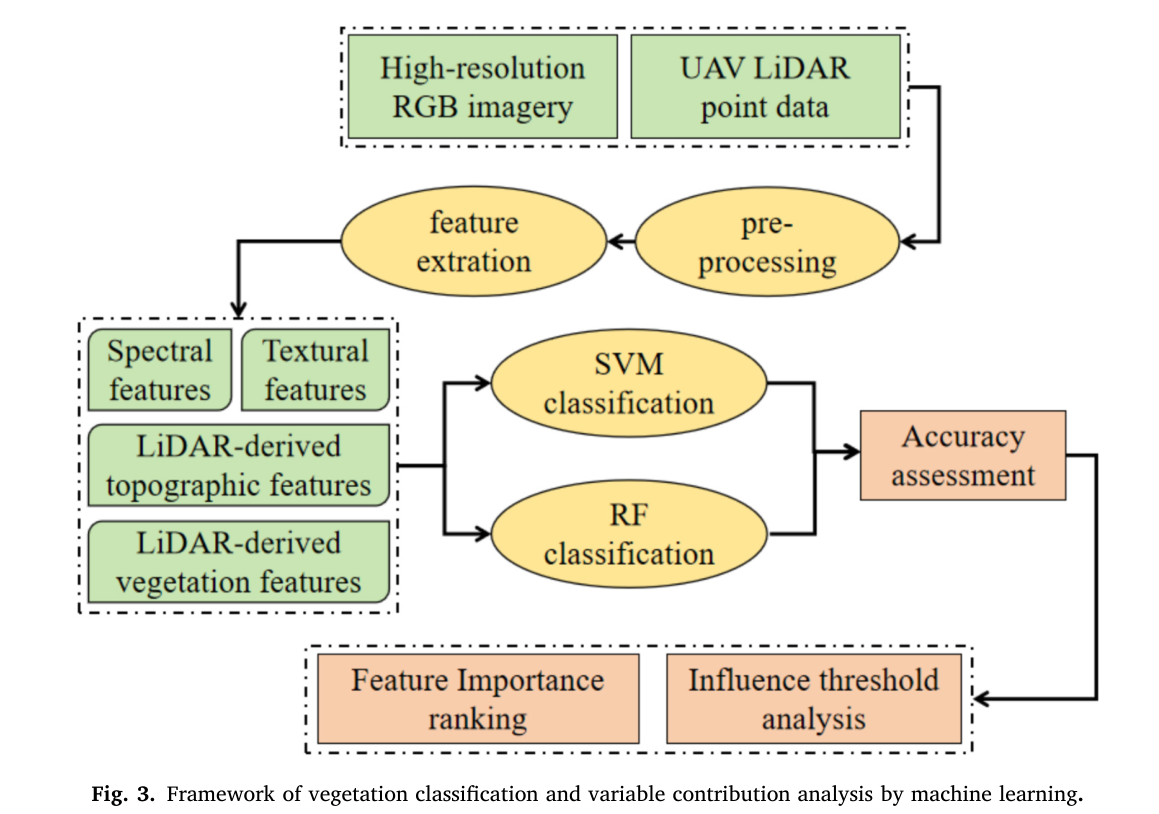 High-resolution
RGB imagery
UAV LiDAR
point data
feature
extration
pre-
processing
Spectral
features
Textural
features
LiDAR-derived
topographic features
LiDAR-derived
vegetation features
SVM
classification
RF
classification
Accuracy
assessment
Feature Importance
ranking
Influence threshold
analysis
Fig. 3. Framework of vegetation classification and variable contribution analysis by machine learning.